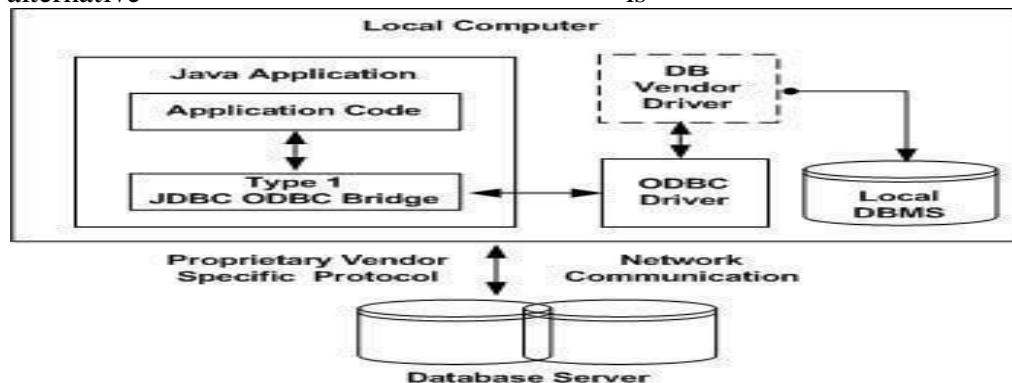 alternative is
Local Computer
Java Application
Application Code
Type 1
JDBC ODBC Bridge
DB
Vendor
Driver
ODBC
Driver
Local
DBMS
Proprietary Vendor
Specific Protocol
Network
Communication
Database Server